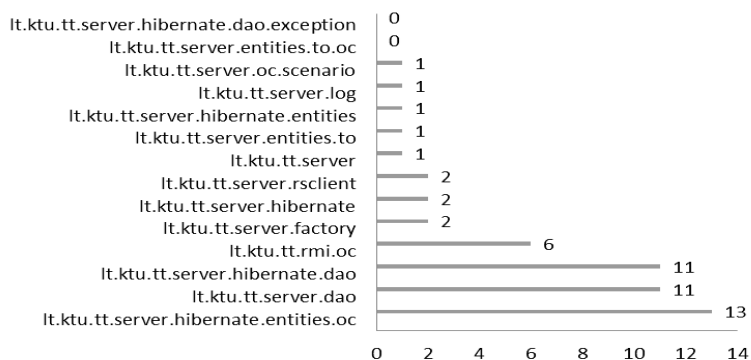 lt.ktu.tt.server.hibernate.dao.exception 0
lt.ktu.tt.server.entities.to.oc 0
lt.ktu.tt.server.oc.scenario 1
lt.ktu.tt.server.log 1
lt.ktu.tt.server.hibernate.entities 1
lt.ktu.tt.server.entities.to 1
lt.ktu.tt.server 1
lt.ktu.tt.server.rsclient 2
lt.ktu.tt.server.hibernate 2
lt.ktu.tt.server.factory 2
lt.ktu.tt.rmi.oc 6
lt.ktu.tt.server.hibernate.dao 11
lt.ktu.tt.server.dao 11
lt.ktu.tt.server.hibernate.entities.oc 13
0 2 4 6 8 10 12 14